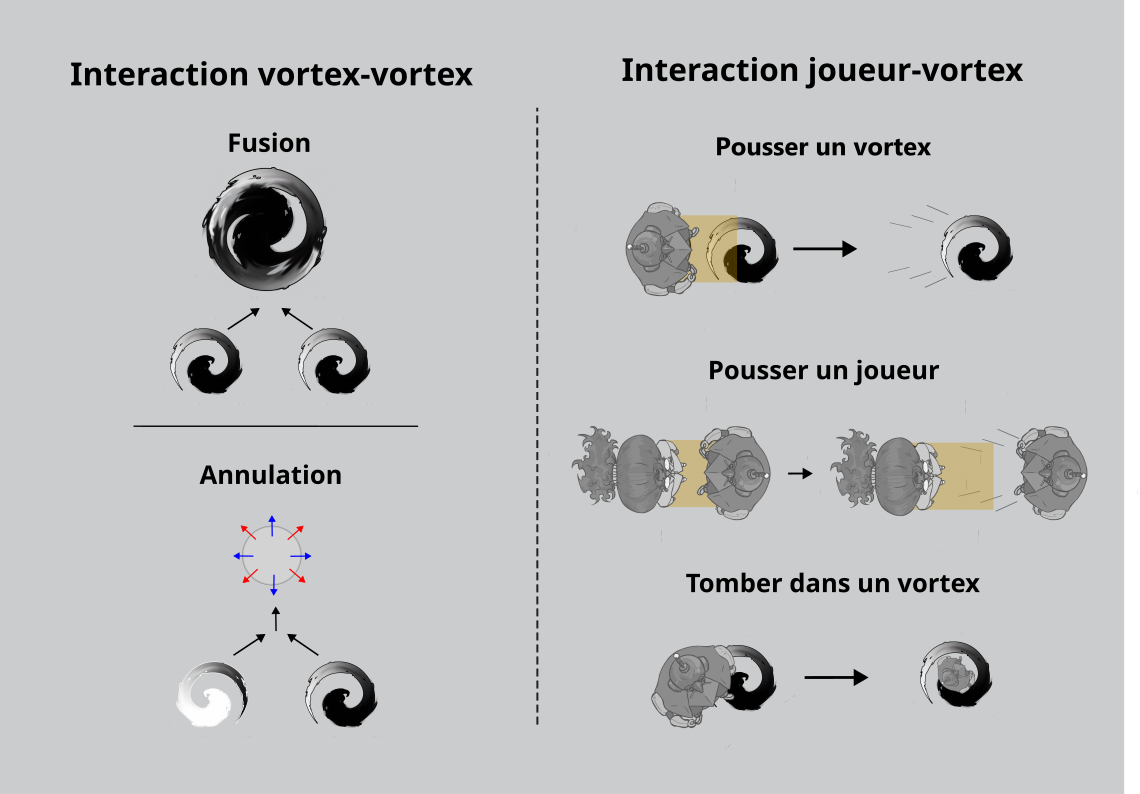 Interaction vortex-vortex
Fusion
Annulation
Interaction joueur-vortex
Pousser un vortex
Pousser un joueur
Tomber dans un vortex